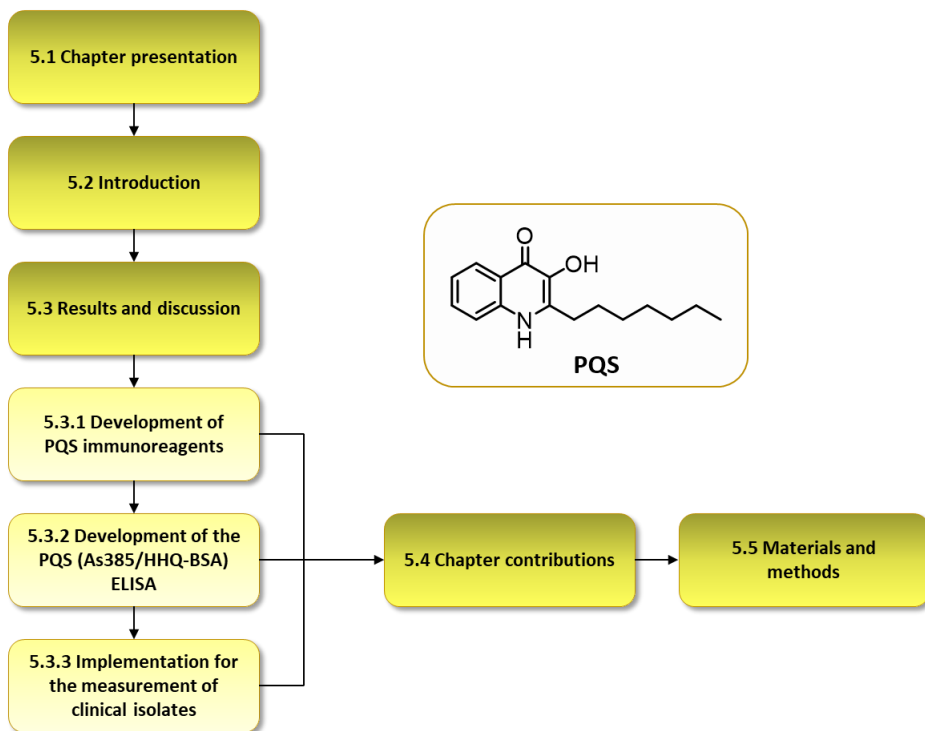 5.1 Chapter presentation
5.2 Introduction
5.3 Results and discussion
5.3.1 Development of
PQS immunoreagents
5.3.2 Development of the
PQS (As385/HHQ-BSA)
ELISA
5.3.3 Implementation for
the measurement of
clinical isolates
O
OH
N
H
PQS
5.4 Chapter contributions
5.5 Materials and
methods